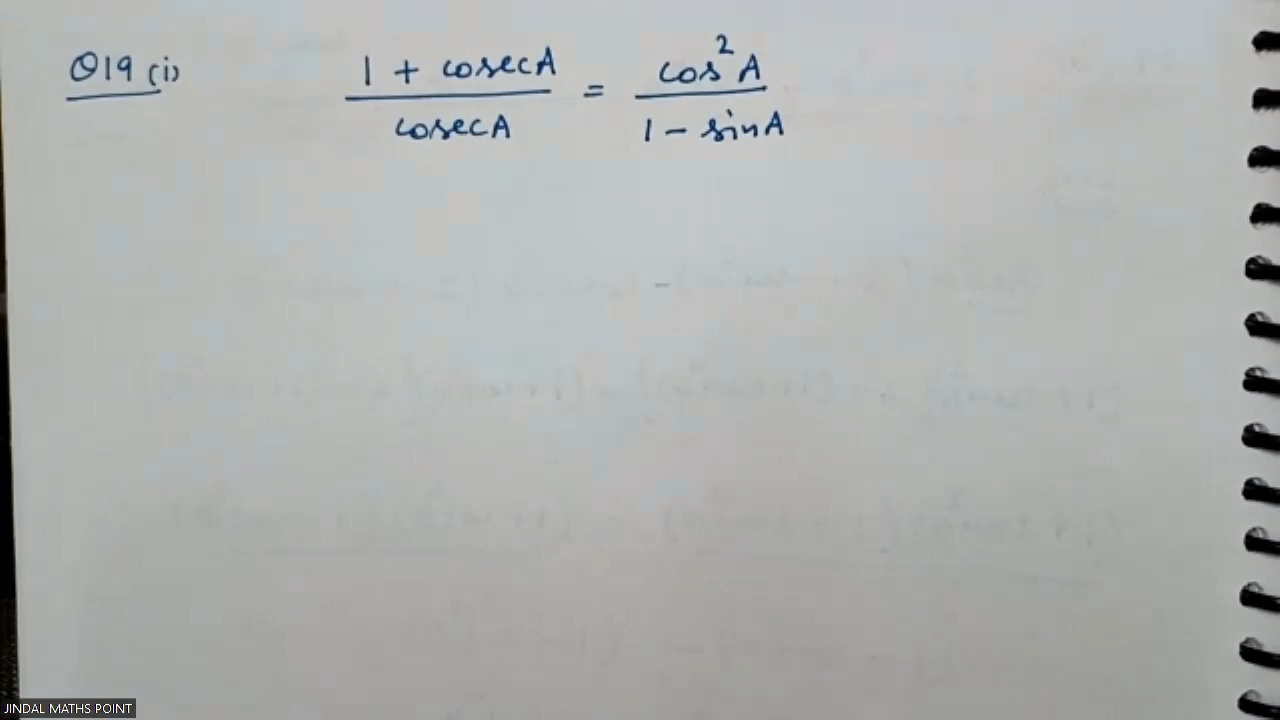 Q19 (i) (1 + cosecA)/cosecA = cos²A/(1 - sinA)
JINDAL MATHS POINT